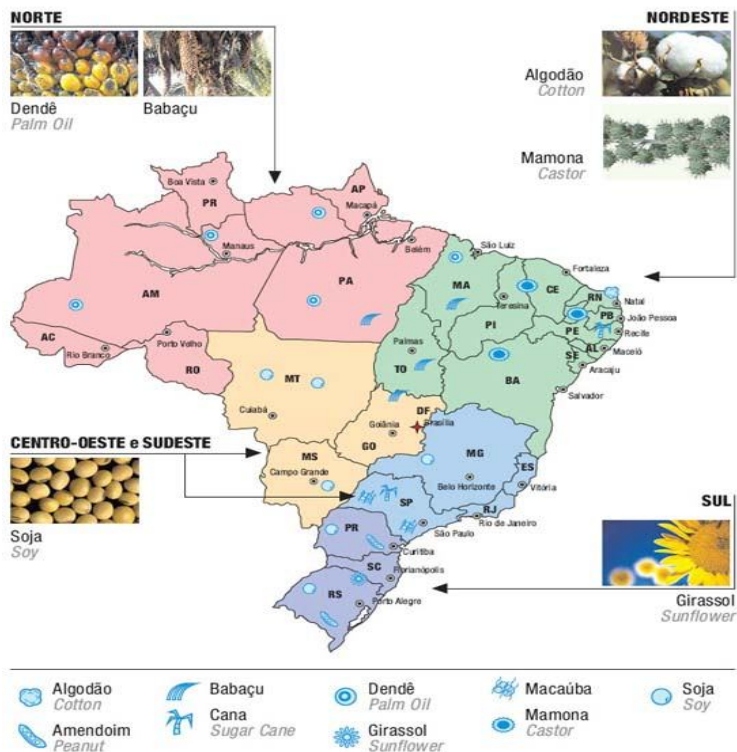 NORTE
NORDESTE
Dendê
Palm Oil
Babaçu
Algodão
Cotton
Mamona
Castor
Boa Vista
PR
AP
Macapá
Manaus
Belém
São Luiz
Fortaleza
AM
PA
MA
CE
RN
Natal
Teresina
PB
João Pessoa
PI
PE
Recife
AC
Porto Velho
Palmas
AL
Maceió
Rio Branco
SE
Aracaju
RO
MT
TO
BA
Salvador
Cuiabá
DF
Goiânia
Brasília
GO
CENTRO-OESTE e SUDESTE
MS
MG
Campo Grande
Belo Horizonte
ES
Vitória
SP
RJ
Rio de Janeiro
São Paulo
SUL
Soja
Soy
PR
Curitiba
SC
Florianópolis
RS
Porto Alegre
Girassol
Sunflower
Algodão
Cotton
Babaçu
Dendê
Palm Oil
Macaúba
Soja
Soy
Amendoim
Peanut
Cana
Sugar Cane
Girassol
Sunflower
Mamona
Castor